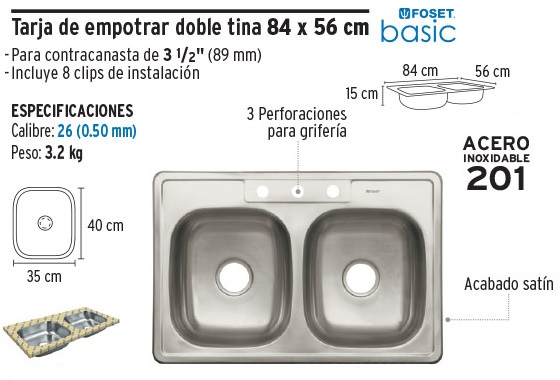 Tarja de empotrar doble tina 84 x 56 cm
FOSET.
basic
-Para contracanasta de 3 1/2" (89 mm)
-Incluye 8 clips de instalación
84 cm
56 cm
15 cm
ESPECIFICACIONES
Calibre: 26 (0.50 mm)
Peso: 3.2 kg
3 Perforaciones
para grifería
ACERO
INOXIDABLE
201
40 cm
35 cm
FOSET
Acabado satín